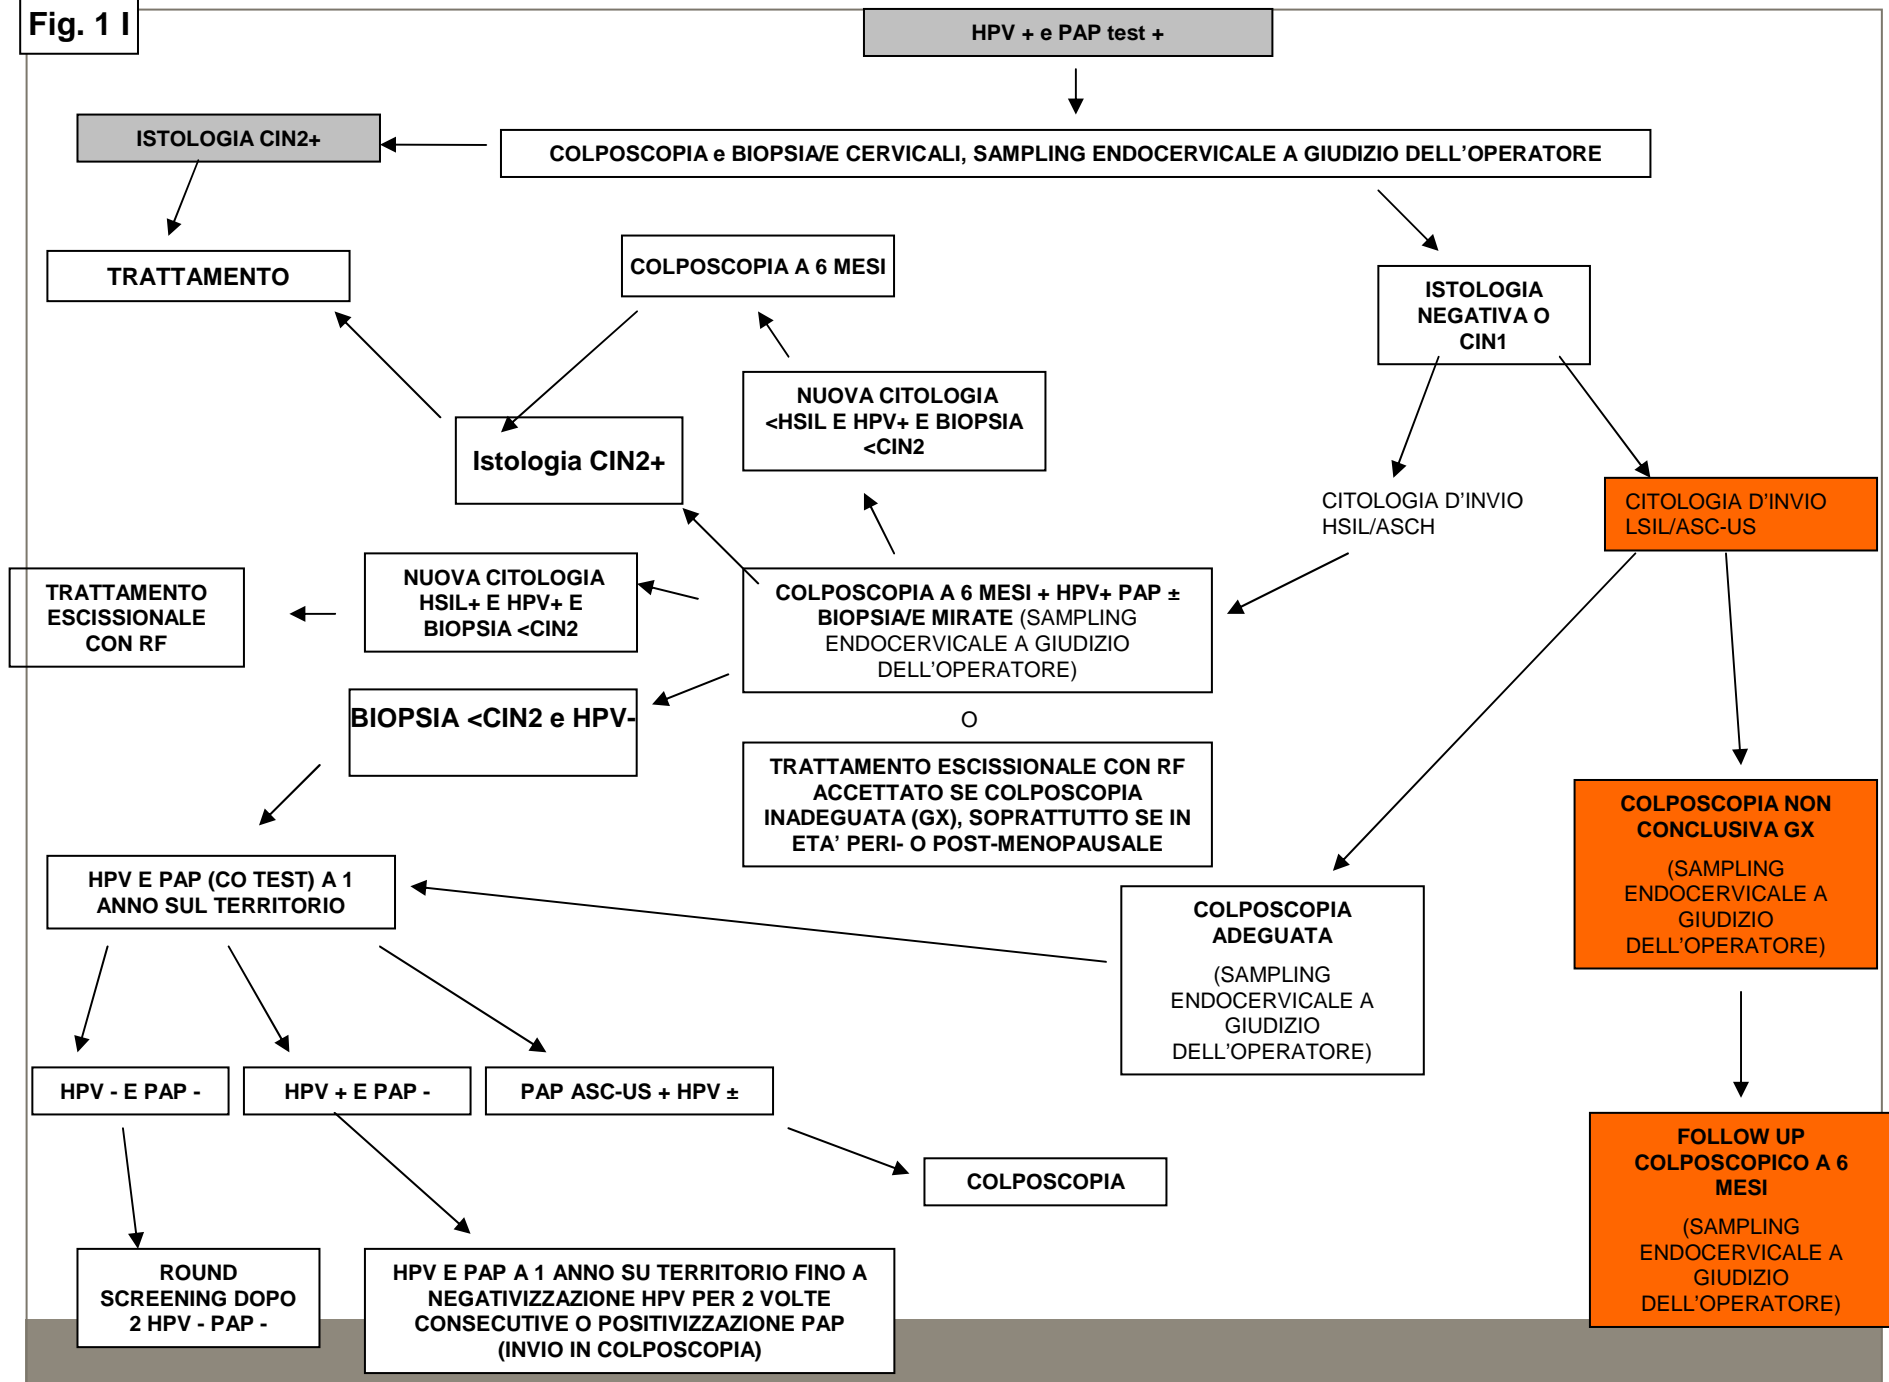 Fig. 1 I
HPV + e PAP test +
ISTOLOGIA CIN2+
COLPOSCOPIA e BIOPSIA/E CERVICALI, SAMPLING ENDOCERVICALE A GIUDIZIO DELL'OPERATORE
TRATTAMENTO
COLPOSCOPIA A 6 MESI
ISTOLOGIA
NEGATIVA O
CIN1
NUOVA CITOLOGIA
<HSIL E HPV+ E BIOPSIA
<CIN2
Istologia CIN2+
CITOLOGIA D'INVIO
HSIL/ASCH
CITOLOGIA D'INVIO
LSIL/ASC-US
TRATTAMENTO
ESCISSIONALE
CON RF
NUOVA CITOLOGIA
HSIL+ E HPV+ E
BIOPSIA <CIN2
COLPOSCOPIA A 6 MESI + HPV+ PAP ±
BIOPSIA/E MIRATE (SAMPLING
ENDOCERVICALE A GIUDIZIO
DELL'OPERATORE)
BIOPSIA <CIN2 e HPV-
O
TRATTAMENTO ESCISSIONALE CON RF
ACCETTATO SE COLPOSCOPIA
INADEGUATA (GX), SOPRATTUTTO SE IN
ETA' PERI- O POST-MENOPAUSALE
COLPOSCOPIA NON
CONCLUSIVA GX
(SAMPLING
ENDOCERVICALE A
GIUDIZIO
DELL'OPERATORE)
HPV E PAP (CO TEST) A 1
ANNO SUL TERRITORIO
COLPOSCOPIA
ADEGUATA
(SAMPLING
ENDOCERVICALE A
GIUDIZIO
DELL'OPERATORE)
HPV - E PAP -
HPV + E PAP -
PAP ASC-US + HPV ±
COLPOSCOPIA
FOLLOW UP
COLPOSCOPICO A 6
MESI
(SAMPLING
ENDOCERVICALE A
GIUDIZIO
DELL'OPERATORE)
ROUND
SCREENING DOPO
2 HPV - PAP -
HPV E PAP A 1 ANNO SU TERRITORIO FINO A
NEGATIVIZZAZIONE HPV PER 2 VOLTE
CONSECUTIVE O POSITIVIZZAZIONE PAP
(INVIO IN COLPOSCOPIA)